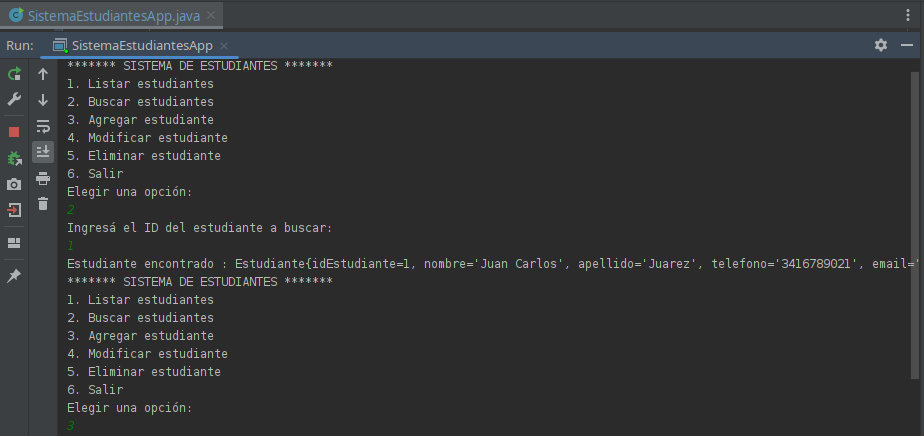 SistemaEstudiantesApp.java
Run: SistemaEstudiantesApp
******* SISTEMA DE ESTUDIANTES *******
1. Listar estudiantes
2. Buscar estudiantes
3. Agregar estudiante
4. Modificar estudiante
5. Eliminar estudiante
6. Salir
Elegir una opción:
2
Ingresá el ID del estudiante a buscar:
1
Estudiante encontrado : Estudiante{idEstudiante=1, nombre='Juan Carlos', apellido='Juarez', telefono='3416789021', email='
******* SISTEMA DE ESTUDIANTES *******
1. Listar estudiantes
2. Buscar estudiantes
3. Agregar estudiante
4. Modificar estudiante
5. Eliminar estudiante
6. Salir
Elegir una opción:
3